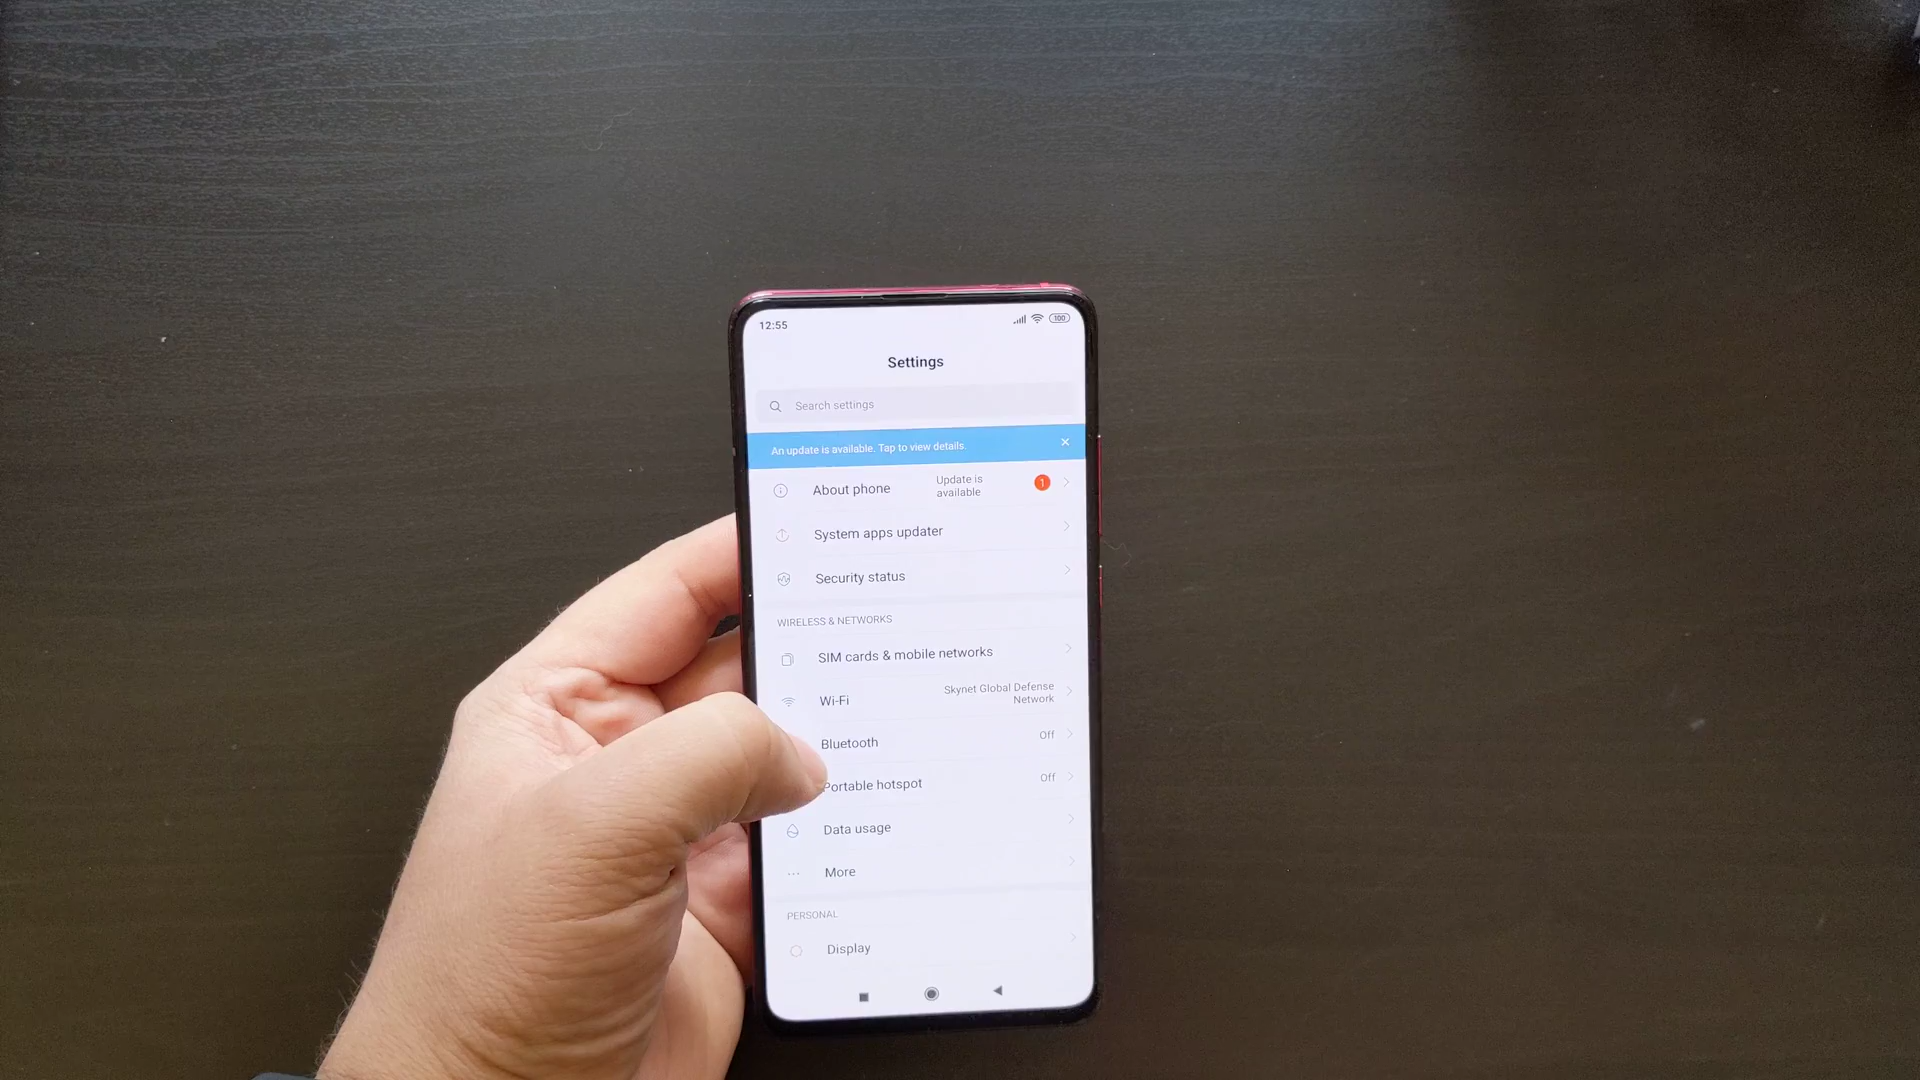 12:55
100
Settings
Search settings
An update is available. Tap to view details.
About phone
Update is
available
1
System apps updater
Security status
WIRELESS & NETWORKS
SIM cards & mobile networks
Wi-Fi
Skynet Global Defense
Network
Bluetooth
Off
Portable hotspot
Off
Data usage
More
PERSONAL
Display